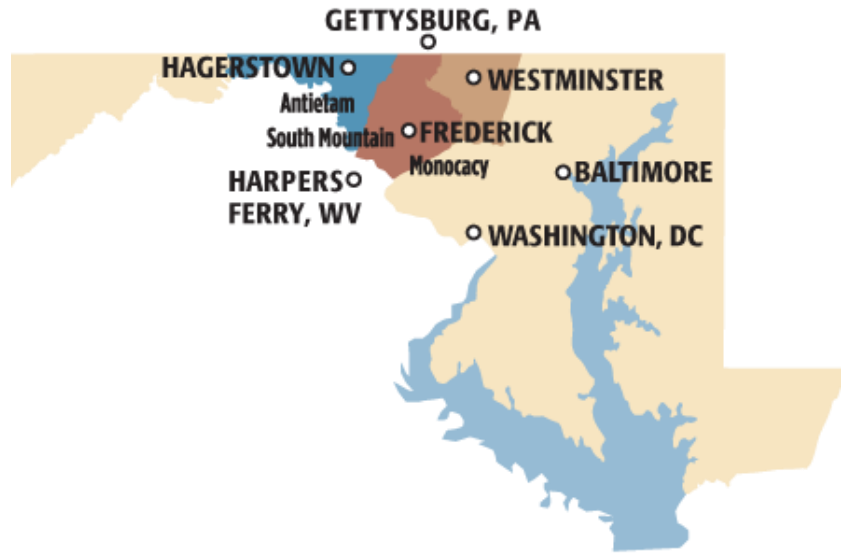 GETTYSBURG, PA
HAGERSTOWN
WESTMINSTER
Antietam
South Mountain
FREDERICK
Monocacy
BALTIMORE
HARPERS
FERRY, WV
WASHINGTON, DC